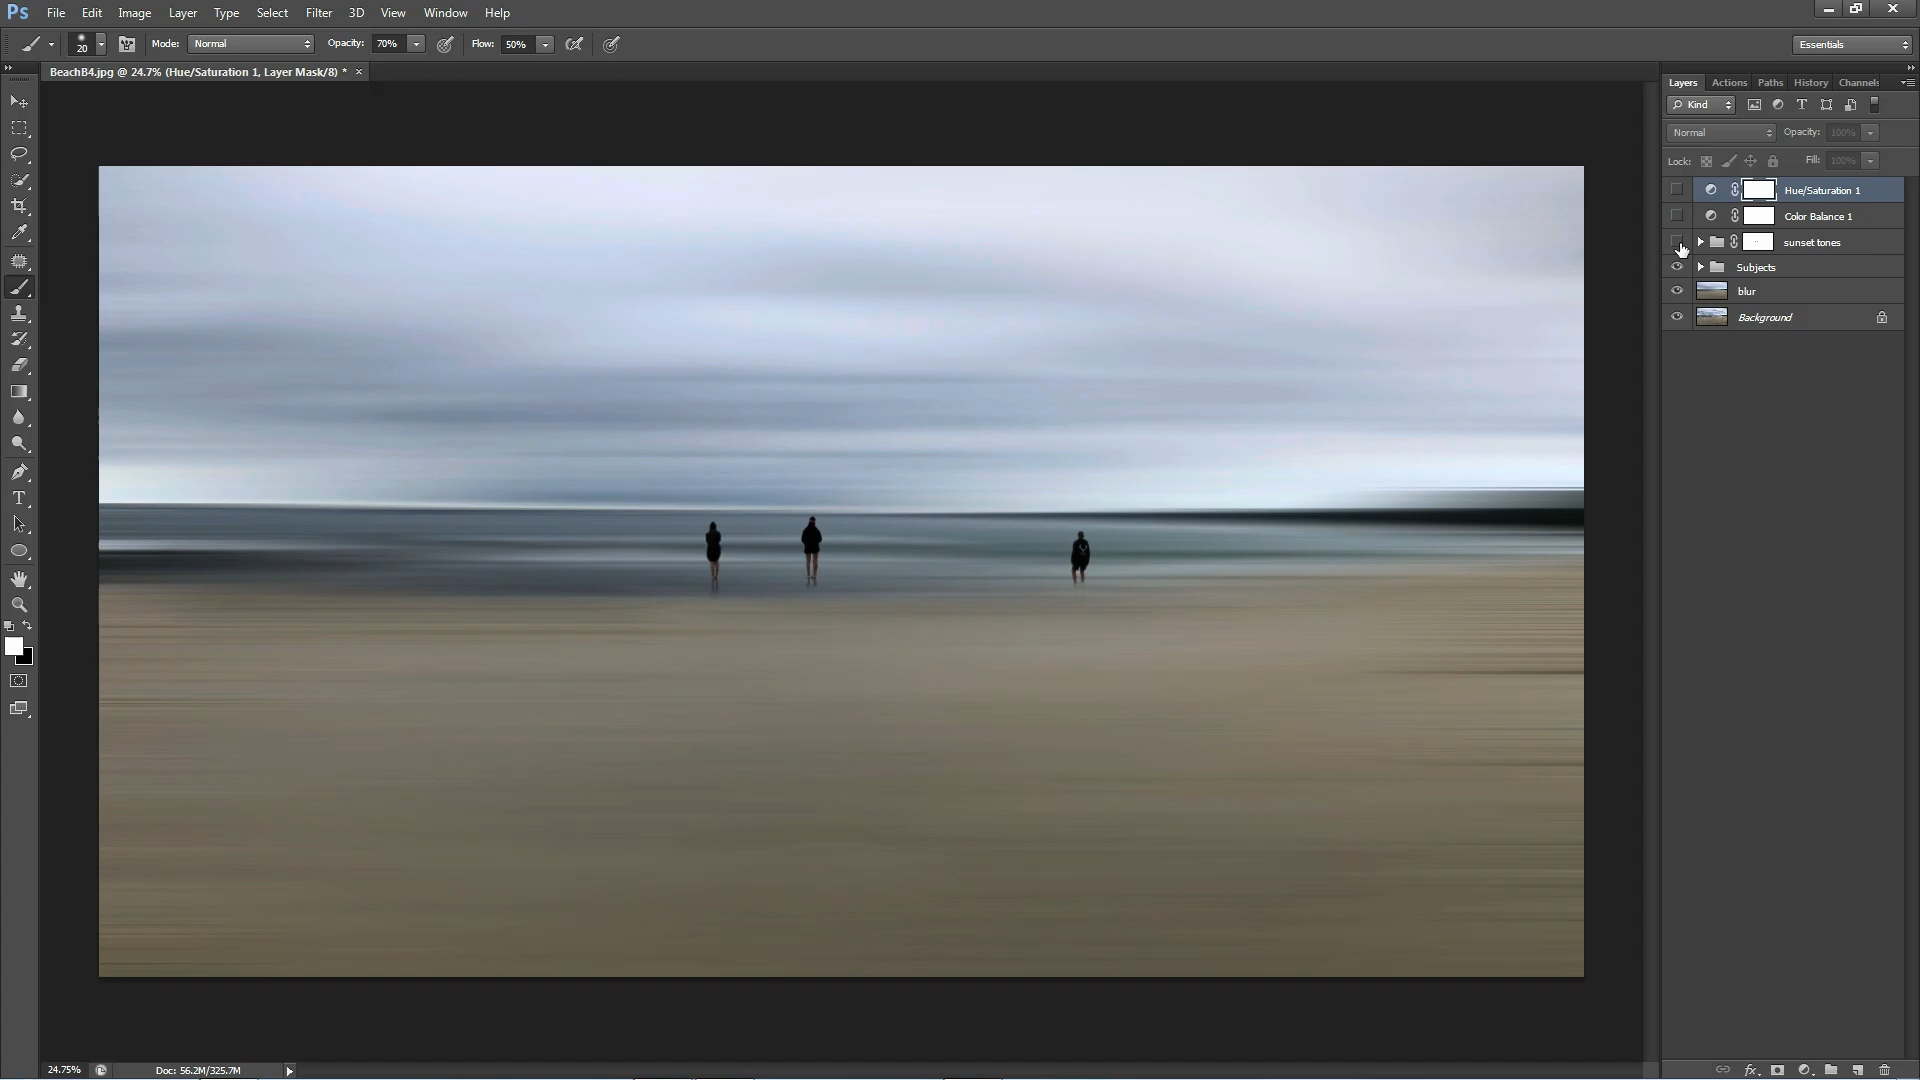 Ps File Edit Image Layer Type Select Filter 3D View Window Help
20 Mode: Normal Opacity: 70% Flow: 50% Essentials
BeachB4.jpg @ 24.7% (Hue/Saturation 1, Layer Mask/8) * ×
Layers Actions Paths History Channels
Kind
Normal Opacity: 100%
Lock: Fill: 100%
Hue/Saturation 1
Color Balance 1
sunset tones
Subjects
blur
Background
24.75% Doc: 56.2M/325.7M